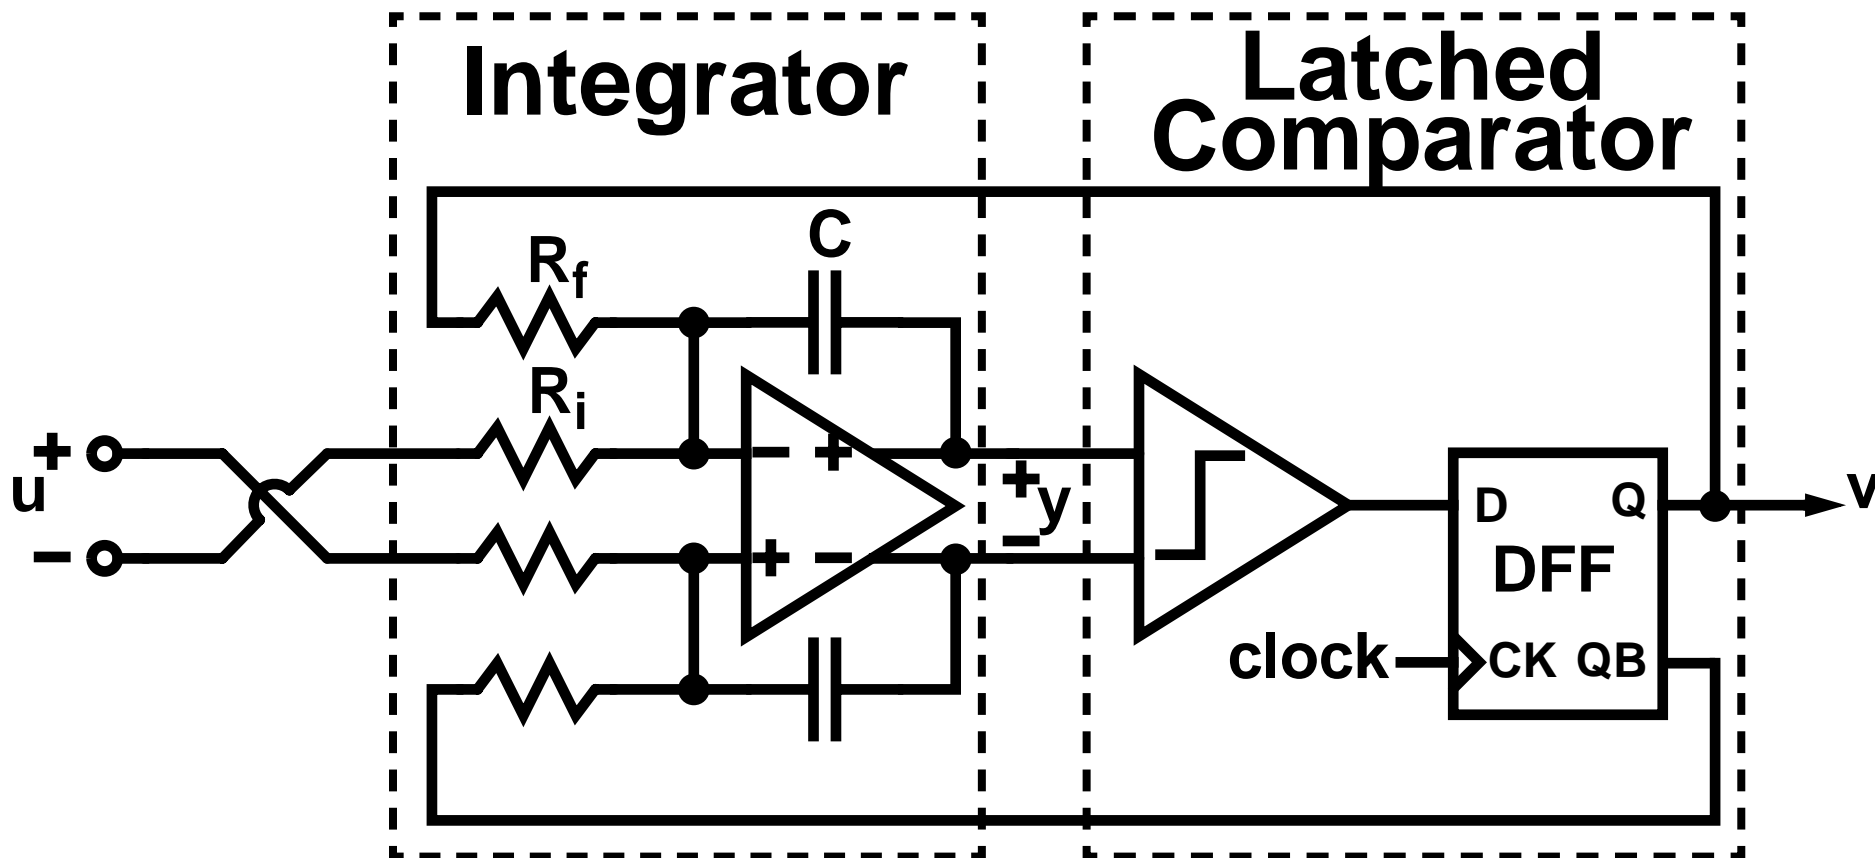 Integrator
Latched
Comparator
C
Rf
Ri
+
u
−
− +
+ −
+
y
−
D Q
DFF
CK QB
clock
v